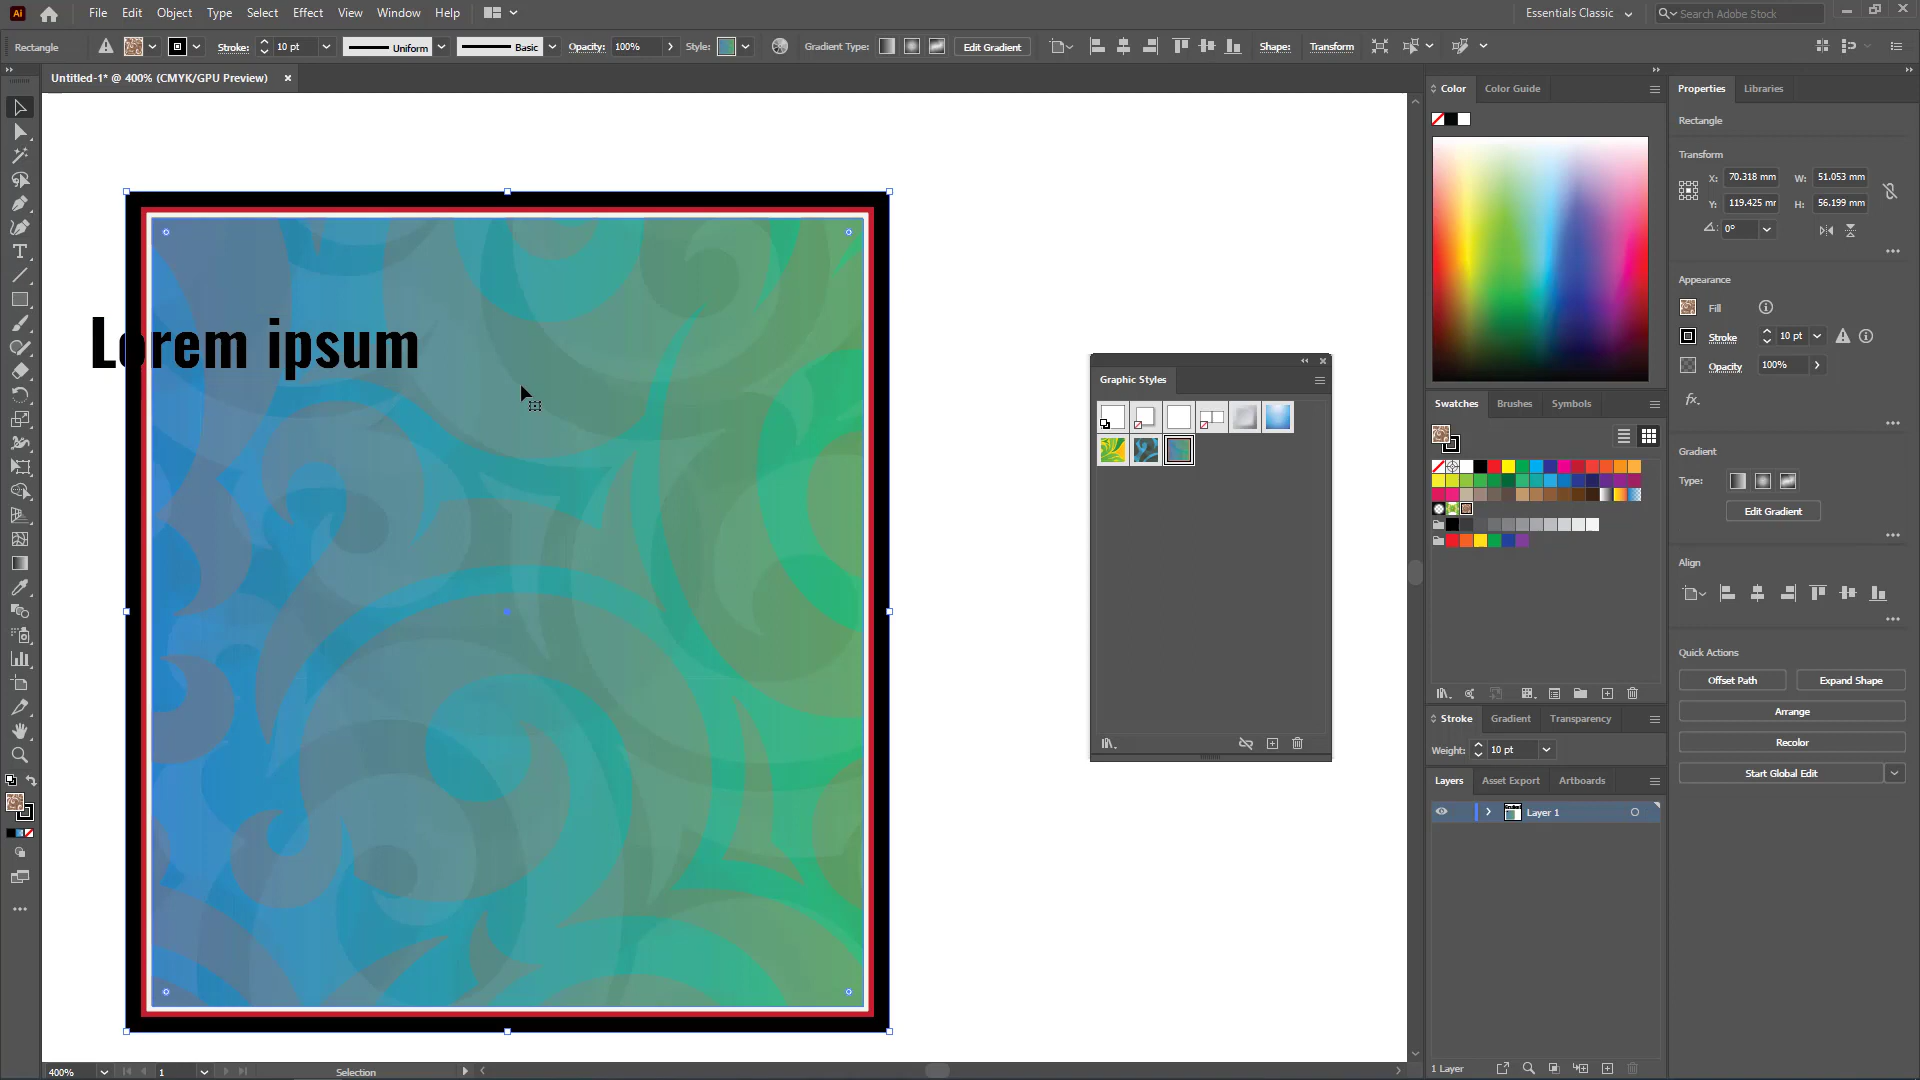 File Edit Object Type Select Effect View Window Help
Essentials Classic
Search Adobe Stock
Rectangle
Stroke: 10 pt
Uniform
Basic
Opacity: 100%
Style:
Gradient Type:
Edit Gradient
Shape:
Transform
Untitled-1* @ 400% (CMYK/GPU Preview)
Lorem ipsum
Graphic Styles
Color
Color Guide
Swatches
Brushes
Symbols
Stroke
Gradient
Transparency
Weight: 10 pt
Layers
Asset Export
Artboards
Layer 1
1 Layer
Properties
Libraries
Rectangle
Transform
X: 70.318 mm W: 51.053 mm
Y: 119.425 mr H: 56.199 mm
0°
Appearance
Fill
Stroke 10 pt
Opacity 100%
fx.
Gradient
Type:
Edit Gradient
Align
Quick Actions
Offset Path
Expand Shape
Arrange
Recolor
Start Global Edit
400%
1
Selection